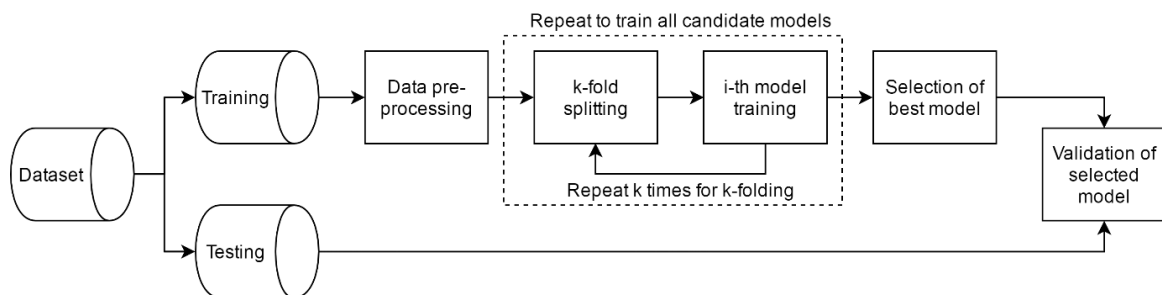 Repeat to train all candidate models
Training
Data pre-
processing
k-fold
splitting
i-th model
training
Selection of
best model
Dataset
Validation of
selected
model
Repeat k times for k-folding
Testing